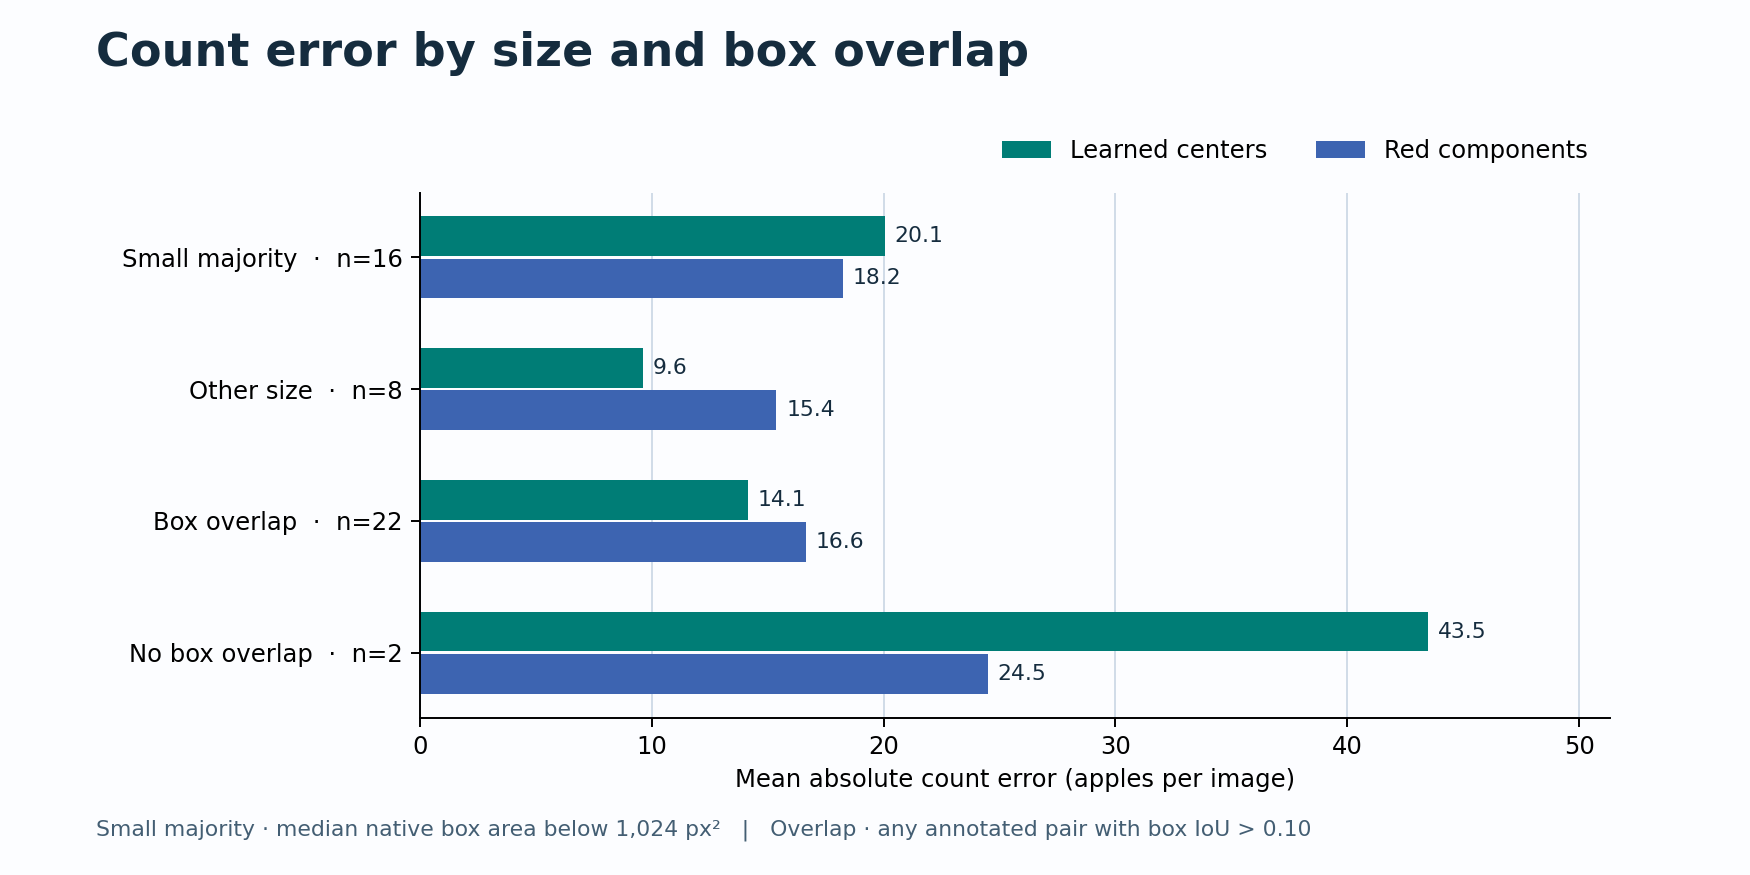 Count error by size and box overlap
Learned centers
Red components
Small majority · n=16
20.1
18.2
Other size · n=8
9.6
15.4
Box overlap · n=22
14.1
16.6
No box overlap · n=2
43.5
24.5
0 10 20 30 40 50
Mean absolute count error (apples per image)
Small majority · median native box area below 1,024 px² | Overlap · any annotated pair with box IoU > 0.10